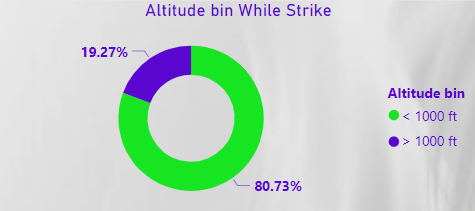 Altitude bin While Strike
19.27%
Altitude bin
< 1000 ft
> 1000 ft
80.73%